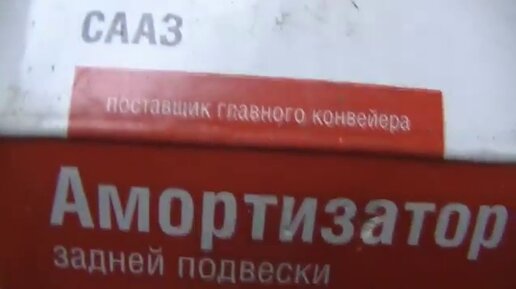 СААЗ
поставщик главного конвейера
Амортизатор
задней подвески